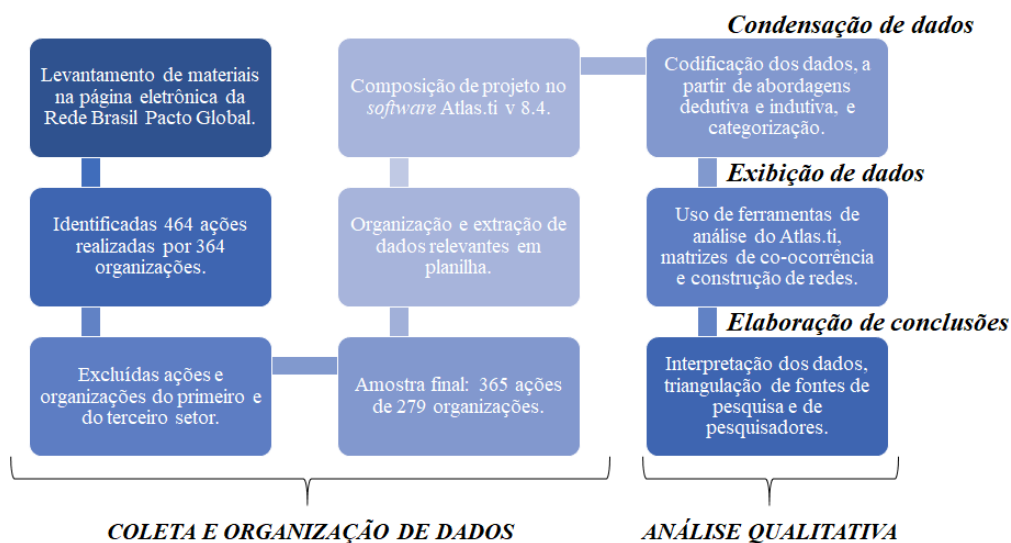 Levantamento de materiais
na página eletrônica da
Rede Brasil Pacto Global.
Identificadas 464 ações
realizadas por 364
organizações.
Excluídas ações e
organizações do primeiro e
do terceiro setor.
Amostra final: 365 ações
de 279 organizações.
Organização e extração de
dados relevantes em
planilha.
Composição de projeto no
software Atlas.ti v 8.4.
Condensação de dados
Codificação dos dados, a
partir de abordagens
dedutiva e indutiva, e
categorização.
Exibição de dados
Uso de ferramentas de
análise do Atlas.ti,
matrizes de co-ocorrência
e construção de redes.
Elaboração de conclusões
Interpretação dos dados,
triangulação de fontes de
pesquisa e de
pesquisadores.
COLETA E ORGANIZAÇÃO DE DADOS
ANÁLISE QUALITATIVA